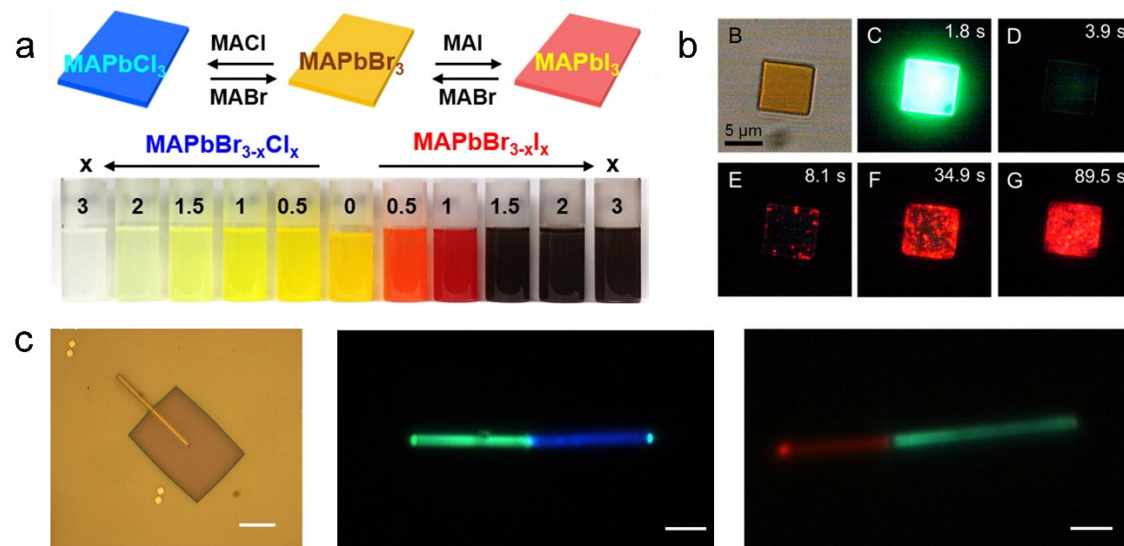 a
MAPbCl3
MACl
MABr
MAPbBr3
MAI
MABr
MAPbI3
MAPbBr3-xClx
MAPbBr3-xIx
x
x
3 2 1.5 1 0.5 0 0.5 1 1.5 2 3
b
B
5 µm
C 1.8 s
D 3.9 s
E 8.1 s
F 34.9 s
G 89.5 s
c